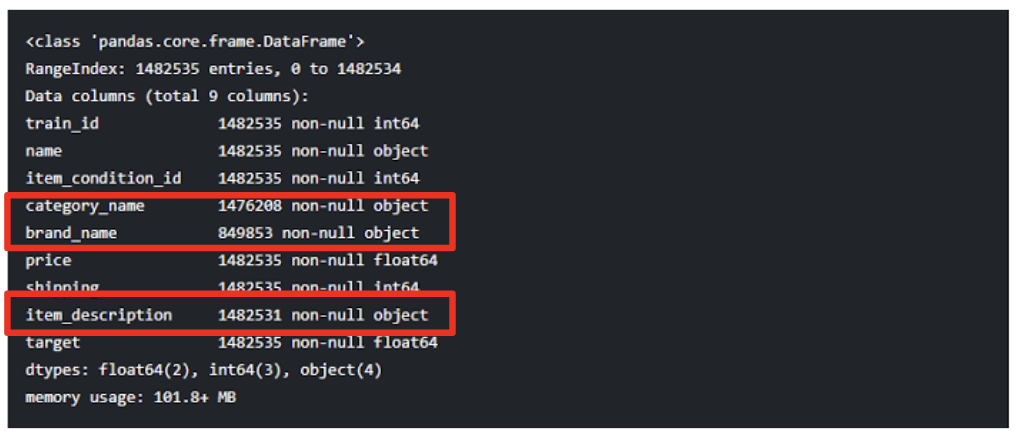 <class 'pandas.core.frame.DataFrame'>
RangeIndex: 1482535 entries, 0 to 1482534
Data columns (total 9 columns):
train_id 1482535 non-null int64
name 1482535 non-null object
item_condition_id 1482535 non-null int64
category_name 1476208 non-null object
brand_name 849853 non-null object
price 1482535 non-null float64
shipping 1482535 non-null int64
item_description 1482531 non-null object
target 1482535 non-null float64
dtypes: float64(2), int64(3), object(4)
memory usage: 101.8+ MB